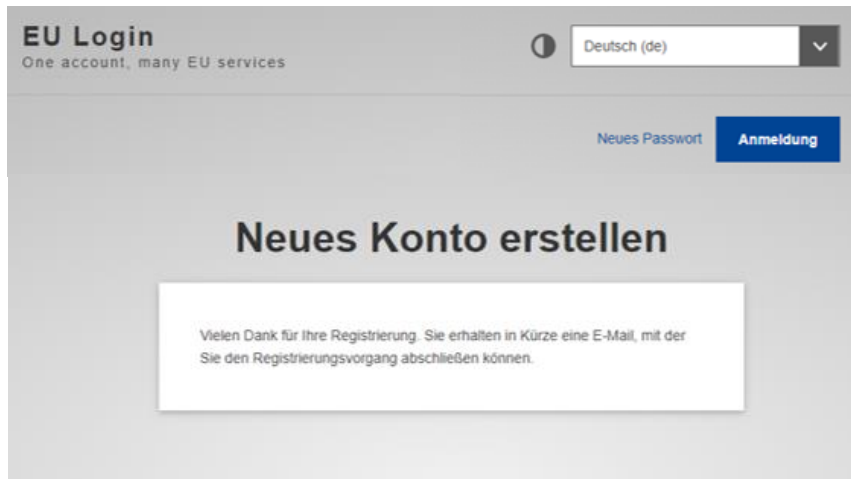 EU Login
One account, many EU services
Deutsch (de)
Neues Passwort
Anmeldung
Neues Konto erstellen
Vielen Dank für Ihre Registrierung. Sie erhalten in Kürze eine E-Mail, mit der
Sie den Registrierungsvorgang abschließen können.